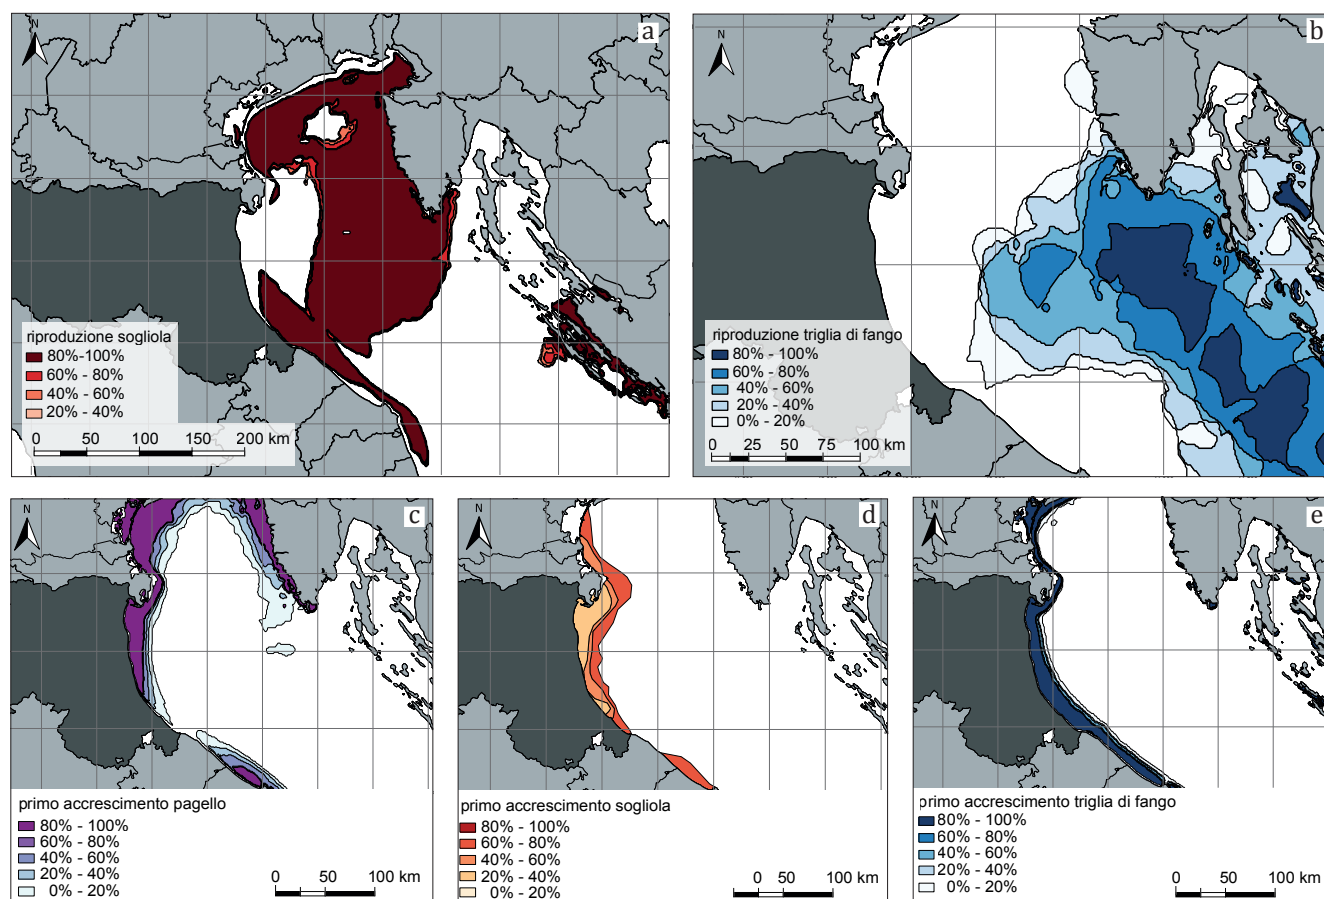 N
a
riproduzione sogliola
80%-100%
60% - 80%
40% - 60%
20% - 40%
0 50 100 150 200 km
N
b
riproduzione triglia di fango
80% - 100%
60% - 80%
40% - 60%
20% - 40%
0% - 20%
0 25 50 75 100 km
N
c
primo accrescimento pagello
80% - 100%
60% - 80%
40% - 60%
20% - 40%
0% - 20%
0 50 100 km
N
d
primo accrescimento sogliola
80% - 100%
60% - 80%
40% - 60%
20% - 40%
0% - 20%
0 50 100 km
N
e
primo accrescimento triglia di fango
80% - 100%
60% - 80%
40% - 60%
20% - 40%
0% - 20%
0 50 100 km